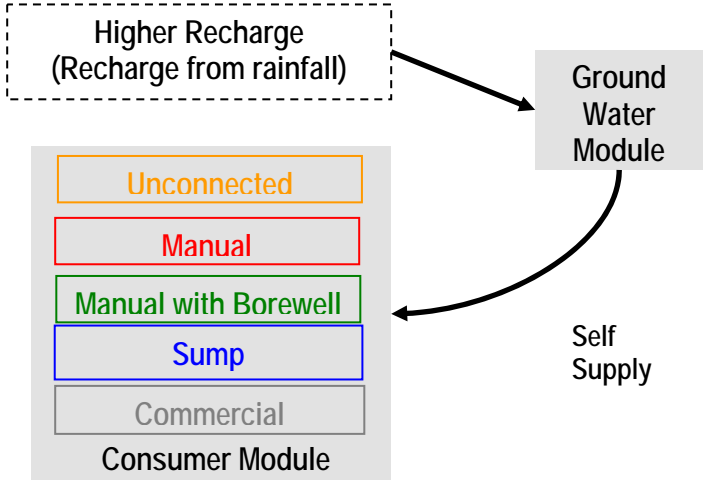 Higher Recharge
(Recharge from rainfall)
Ground
Water
Module
Unconnected
Manual
Manual with Borewell
Sump
Commercial
Consumer Module
Self
Supply